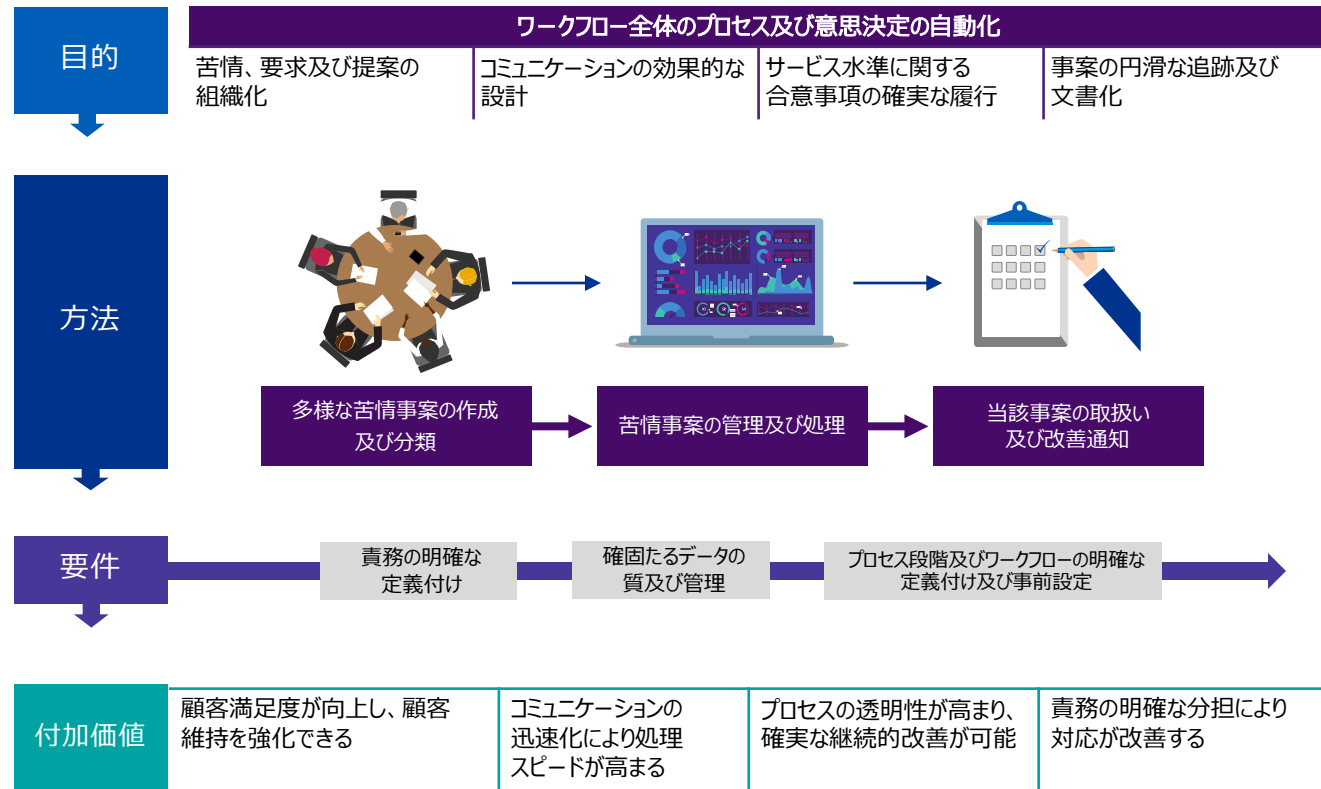 目的
ワークフロー全体のプロセス及び意思決定の自動化
苦情、要求及び提案の
組織化
コミュニケーションの効果的な
設計
サービス水準に関する
合意事項の確実な履行
事案の円滑な追跡及び
文書化
方法
多様な苦情事案の作成
及び分類
苦情事案の管理及び処理
当該事案の取扱い
及び改善通知
要件
責務の明確な
定義付け
確固たるデータの
質及び管理
プロセス段階及びワークフローの明確な
定義付け及び事前設定
付加価値
顧客満足度が向上し、顧客
維持を強化できる
コミュニケーションの
迅速化により処理
スピードが高まる
プロセスの透明性が高まり、
確実な継続的改善が可能
責務の明確な分担により
対応が改善する